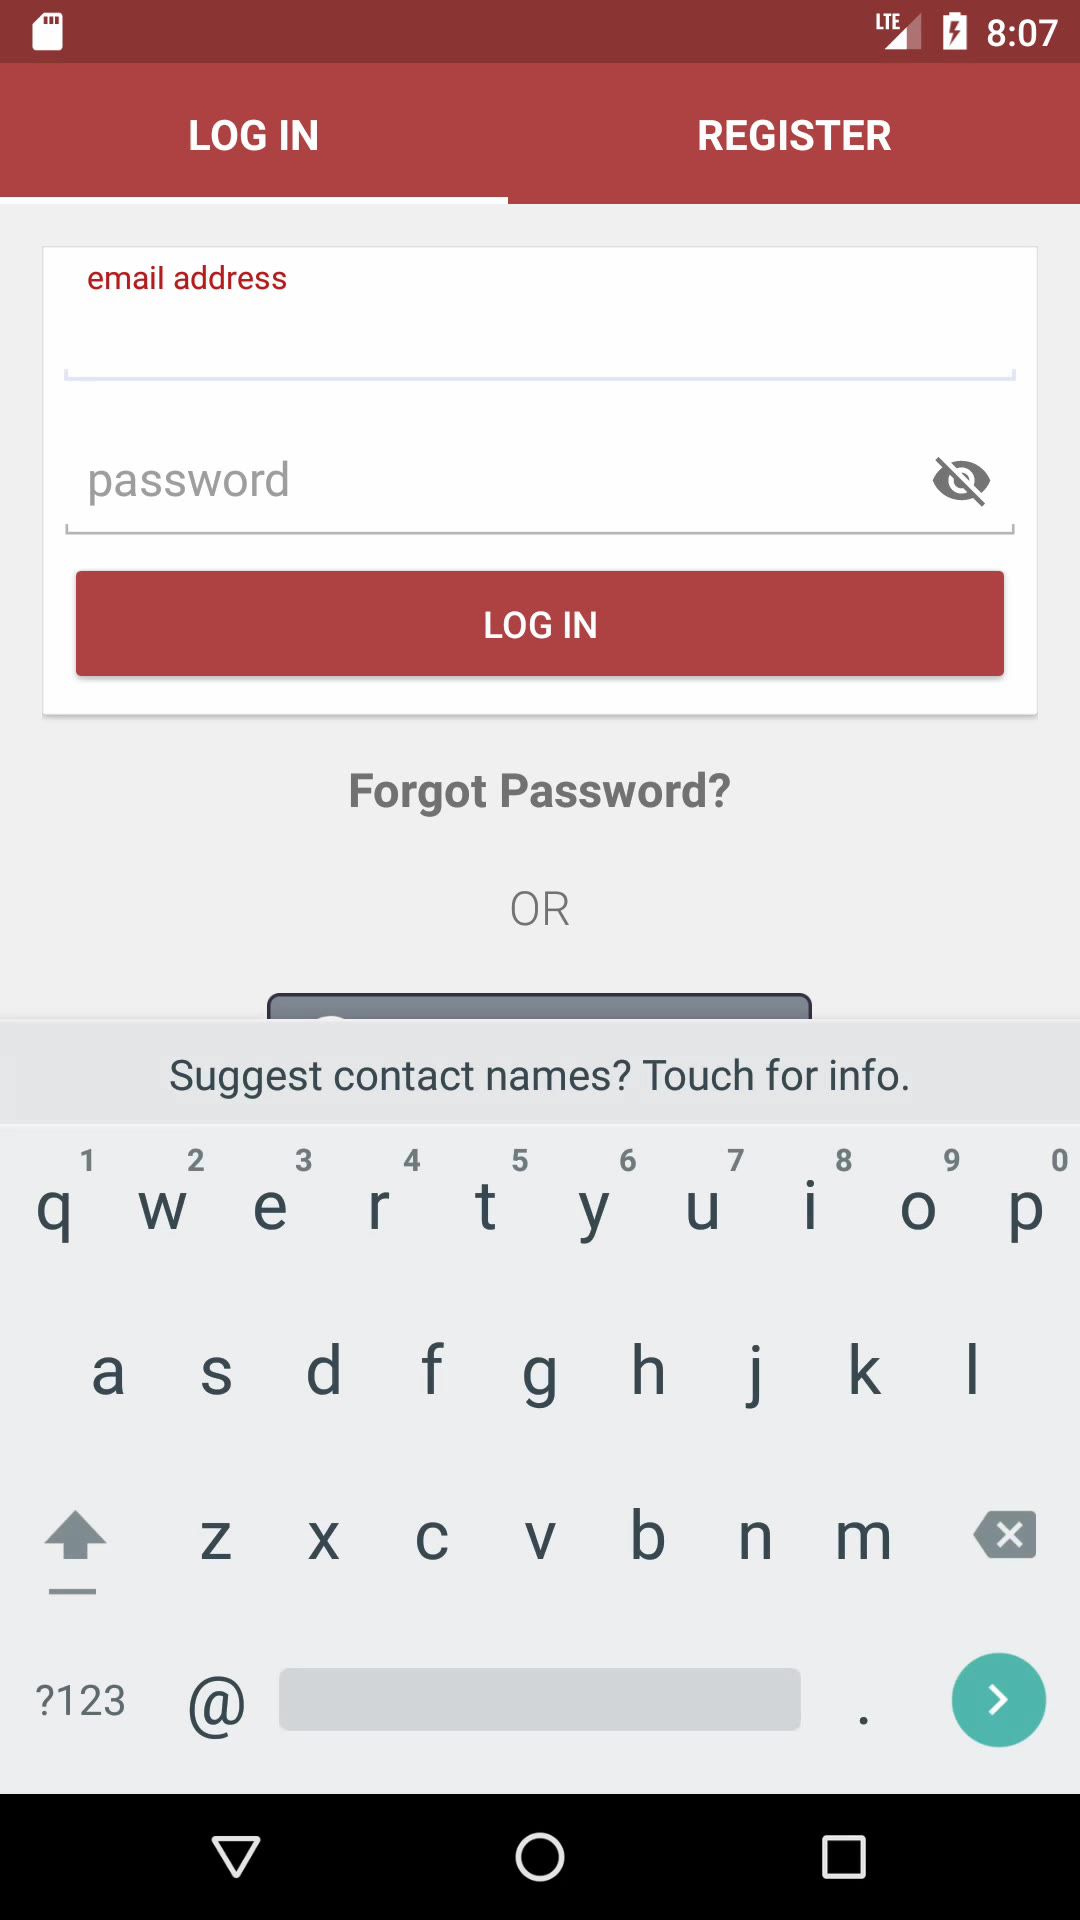 LTE 8:07
LOG IN REGISTER
email address
password
LOG IN
Forgot Password?
OR
Suggest contact names? Touch for info.
1 2 3 4 5 6 7 8 9 0
q w e r t y u i o p
a s d f g h j k l
z x c v b n m
?123 @ .